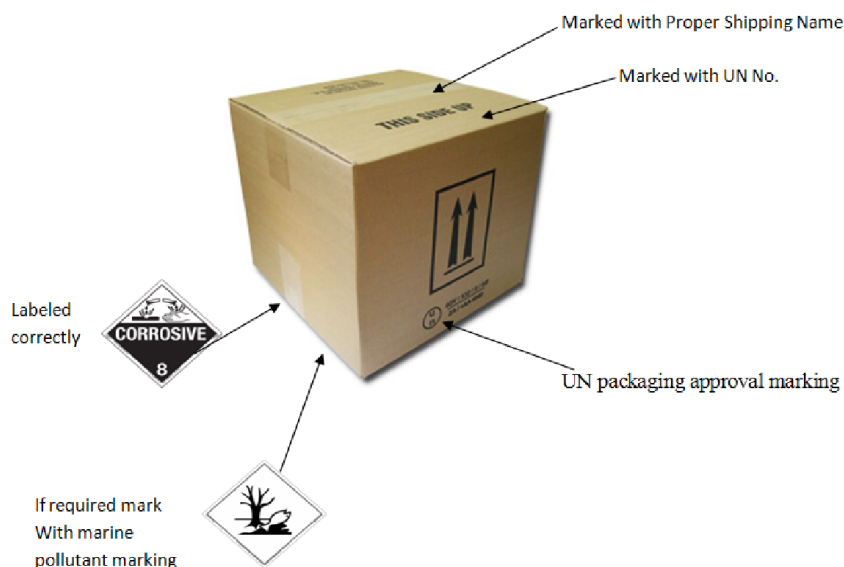 Marked with Proper Shipping Name
Marked with UN No.
THIS SIDE UP
Labeled
correctly
CORROSIVE
8
UN packaging approval marking
If required mark
With marine
pollutant marking